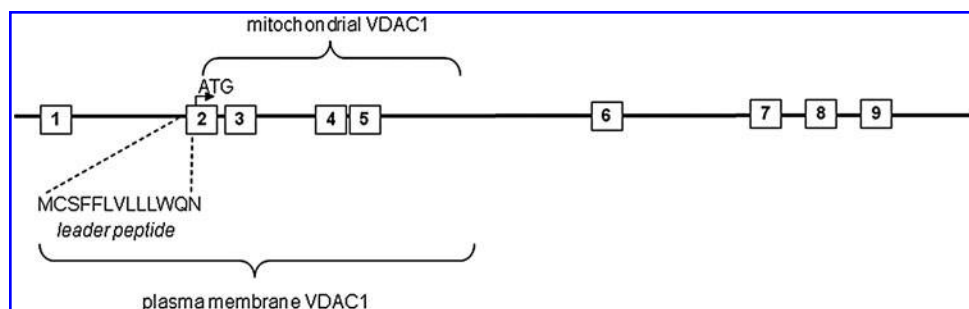 mitochondrial VDAC1
ATG
1 2 3 4 5 6 7 8 9
MCSFFLVLLLWQN
leader peptide
plasma membrane VDAC1